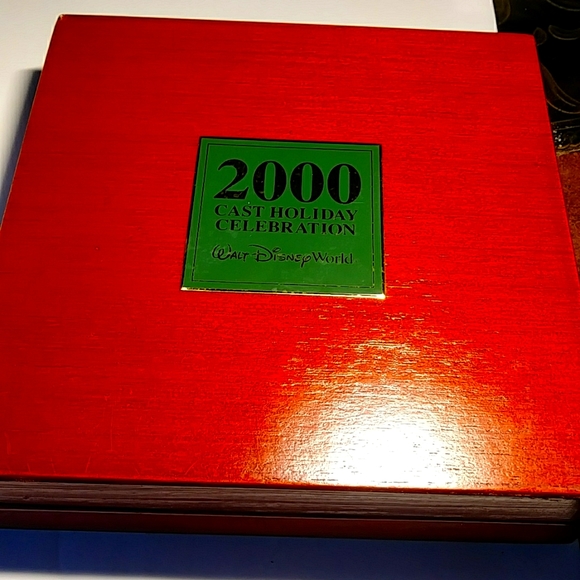 2000
CAST HOLIDAY
CELEBRATION
WALT DISNEY World